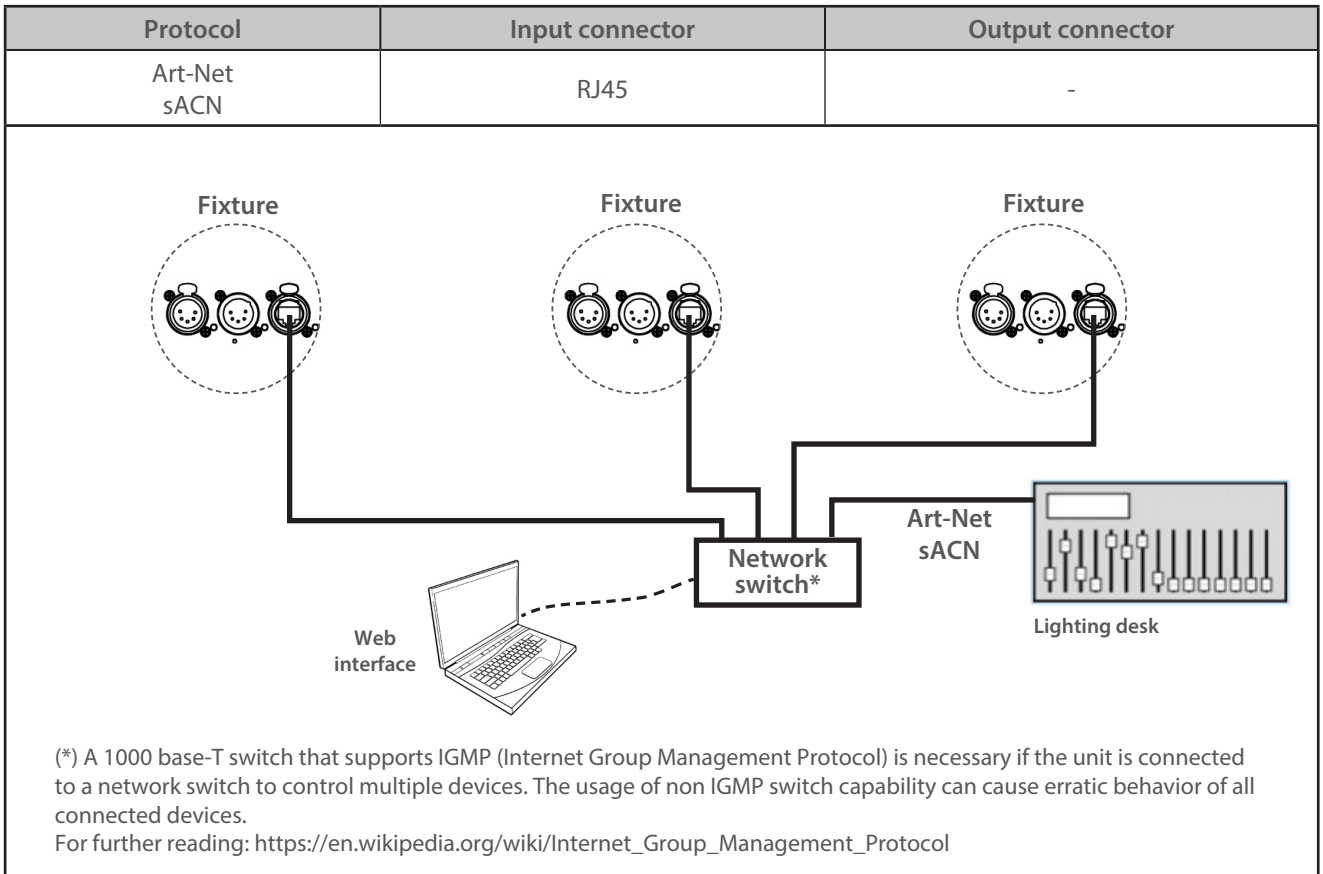 Protocol
Input connector
Output connector
Art-Net
sACN
RJ45
-
Fixture
Fixture
Fixture
Art-Net
sACN
Network
switch*
Web
interface
Lighting desk
(*) A 1000 base-T switch that supports IGMP (Internet Group Management Protocol) is necessary if the unit is connected
to a network switch to control multiple devices. The usage of non IGMP switch capability can cause erratic behavior of all
connected devices.
For further reading: https://en.wikipedia.org/wiki/Internet_Group_Management_Protocol